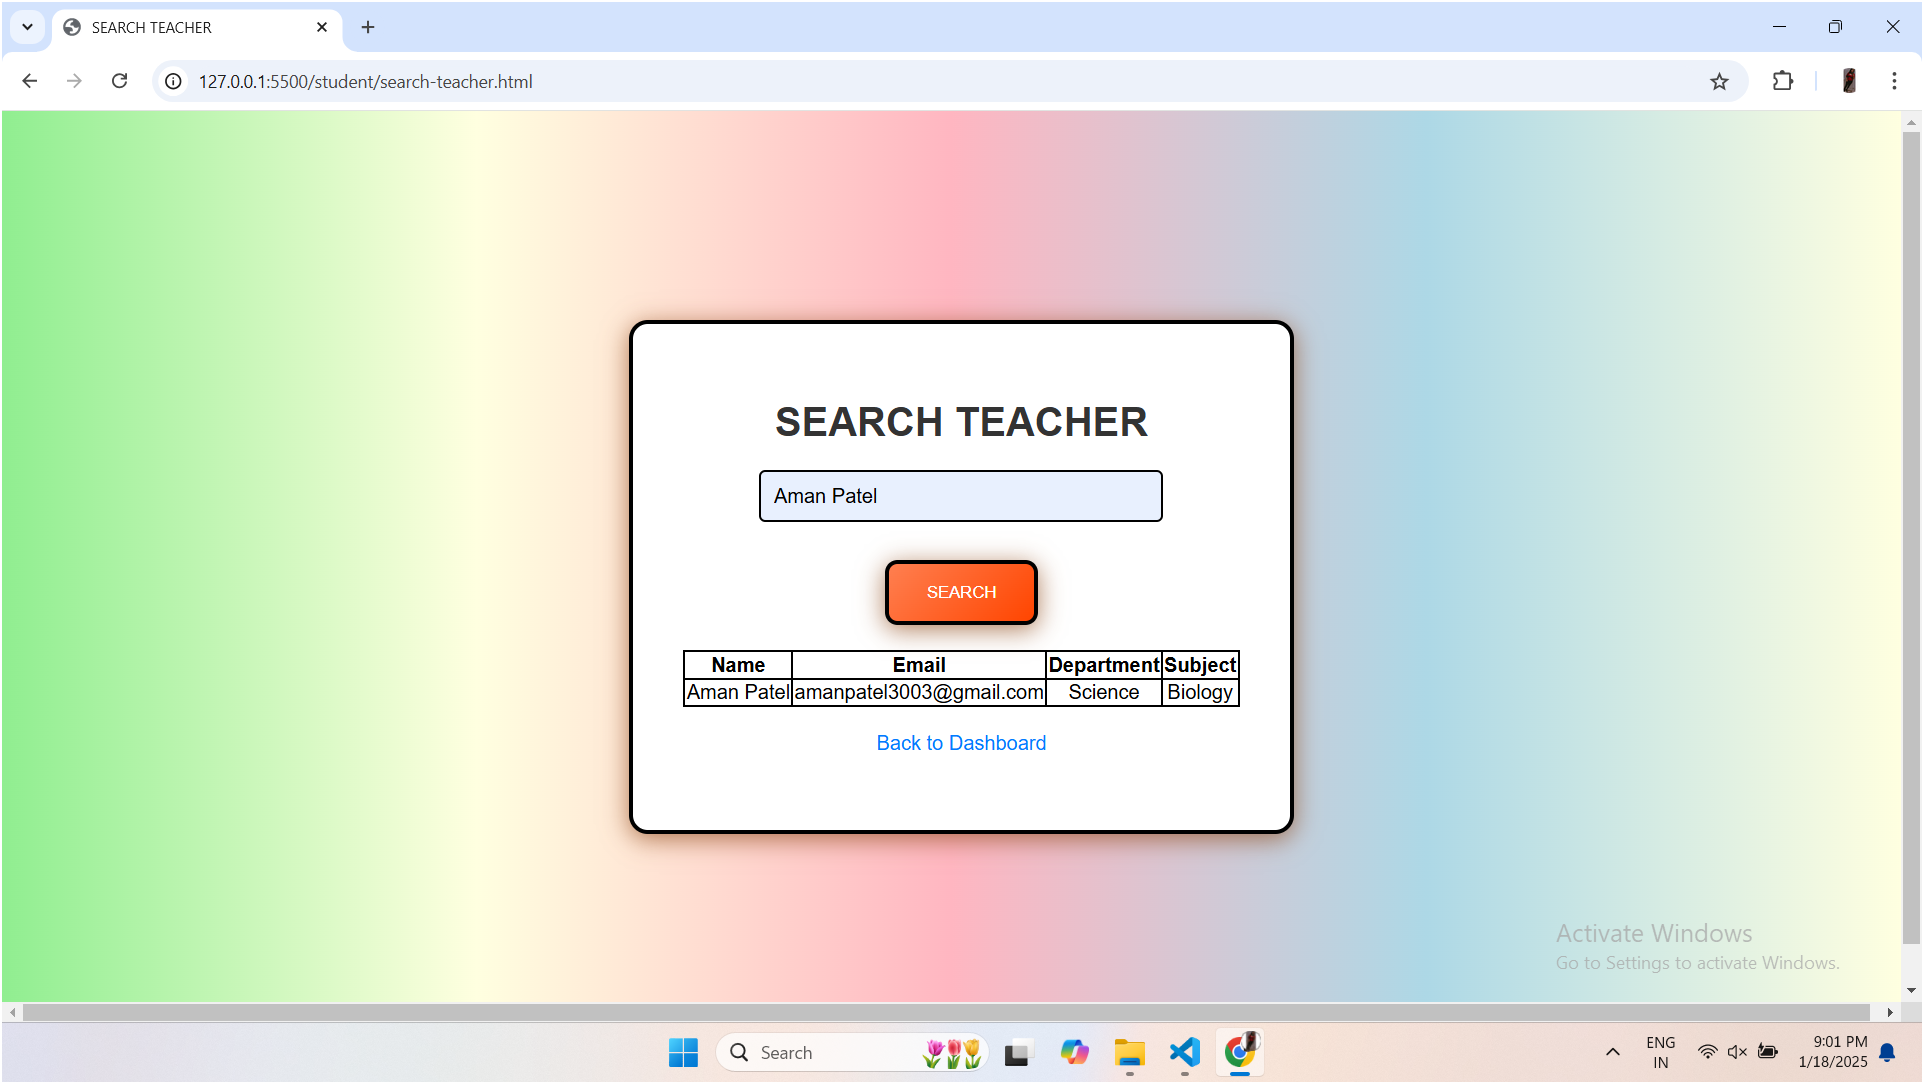 SEARCH TEACHER
127.0.0.1:5500/student/search-teacher.html
SEARCH TEACHER
Aman Patel
SEARCH
Name Email Department Subject
Aman Patel amanpatel3003@gmail.com Science Biology
Back to Dashboard
Activate Windows
Go to Settings to activate Windows.
Search
ENG
IN
9:01 PM
1/18/2025